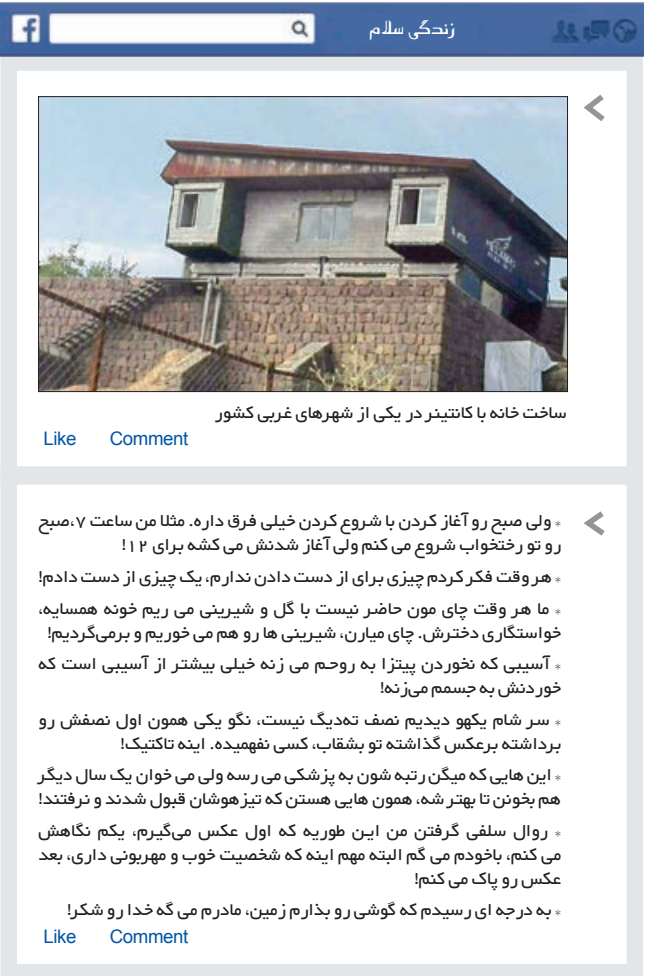 زندگی سلام
ساخت خانه با کانتینر در یکی از شهرهای غربی کشور
Like Comment
* ولی صبح رو آغاز کردن با شروع کردن خیلی فرق داره. مثلا من ساعت ۷،صبح
رو تو رختخواب شروع می کنم ولی آغاز شدنش می کشه برای ۱۲!
* هر وقت فکر کردم چیزی برای از دست دادن ندارم، یک چیزی از دست دادم!
* ما هر وقت چای مون حاضر نیست با گل و شیرینی می ریم خونه همسایه،
خواستگاری دخترش. چای میارن، شیرینی ها رو هم می خوریم و برمی‌گردیم!
* آسیبی که نخوردن پیتزا به روحم می زنه خیلی بیشتر از آسیبی است که
خوردنش به جسمم می‌زنه!
* سر شام یکهو دیدیم نصف ته‌دیگ نیست، نگو یکی همون اول نصفش رو
برداشته برعکس گذاشته تو بشقاب، کسی نفهمیده. اینه تاکتیک!
* این هایی که میگن رتبه شون به پزشکی می رسه ولی می خوان یک سال دیگر
هم بخونن تا بهتر شه، همون هایی هستن که تیزهوشان قبول شدند و نرفتند!
* روال سلفی گرفتن من این طوریه که اول عکس می‌گیرم، یکم نگاهش
می کنم، باخودم می گم البته مهم اینه که شخصیت خوب و مهربونی داری، بعد
عکس رو پاک می کنم!
* به درجه ای رسیدم که گوشی رو بذارم زمین، مادرم می گه خدا رو شکر!
Like Comment